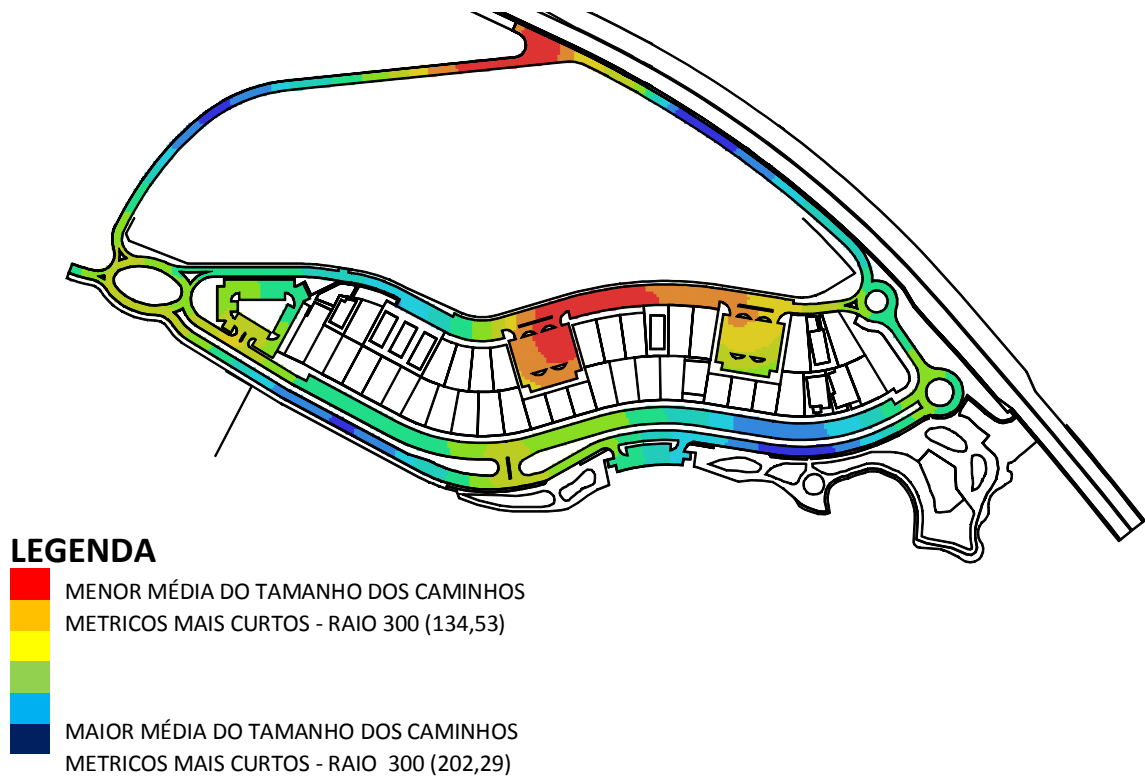 LEGENDA
MENOR MÉDIA DO TAMANHO DOS CAMINHOS
METRICOS MAIS CURTOS - RAIO 300 (134,53)
MAIOR MÉDIA DO TAMANHO DOS CAMINHOS
METRICOS MAIS CURTOS - RAIO 300 (202,29)